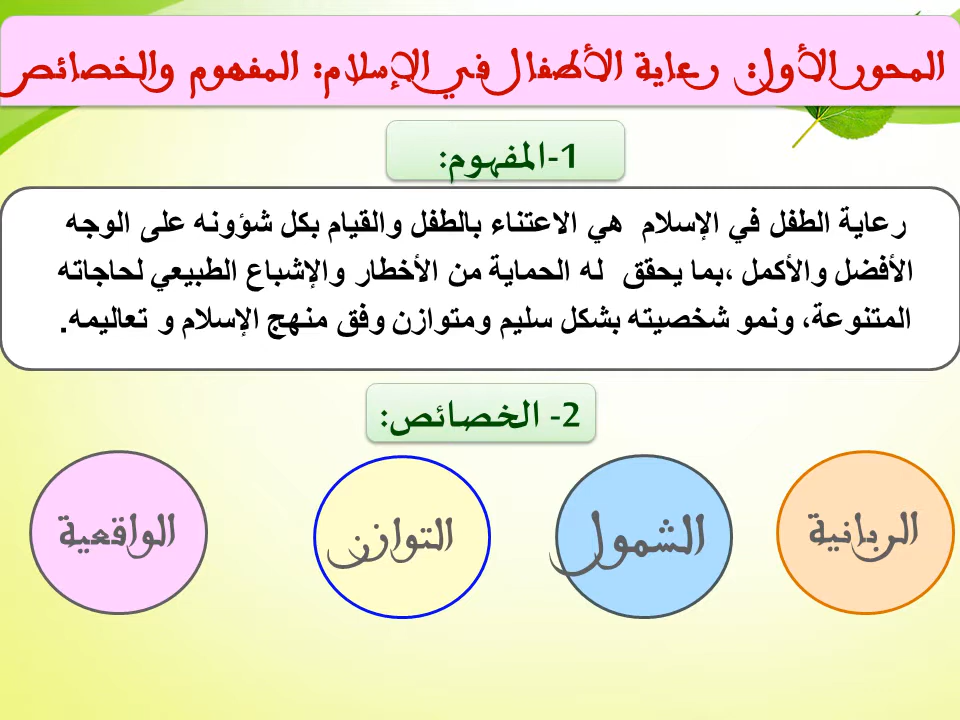 المحور الأول: رعاية الأطفال في الإسلام: المفهوم والخصائص
1-المفهوم:
رعاية الطفل في الإسلام هي الاعتناء بالطفل والقيام بكل شؤونه على الوجه
الأفضل والأكمل ،بما يحقق له الحماية من الأخطار والإشباع الطبيعي لحاجاته
المتنوعة، ونمو شخصيته بشكل سليم ومتوازن وفق منهج الإسلام و تعاليمه.
2- الخصائص:
الربانية
الشمول
التوازن
الواقعية